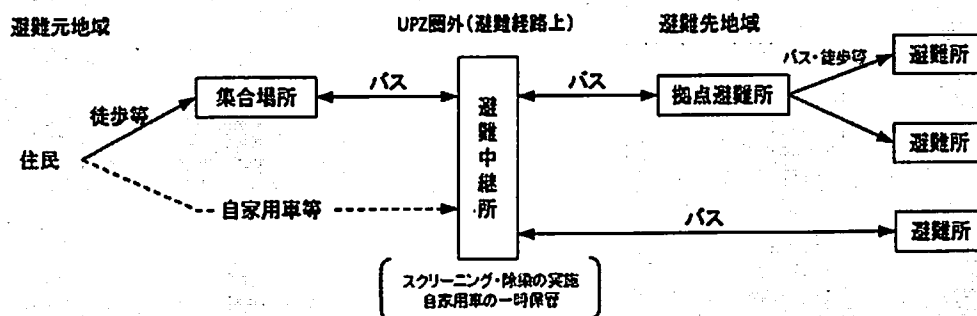 避難元地域
UPZ圏外(避難経路上)
避難先地域
集合場所
バス
バス
拠点避難所
バス・徒歩等
避難所
避難所
徒歩等
住民
避難中継所
自家用車等
バス
避難所
スクリーニング・除染の実施
自家用車の一時保管